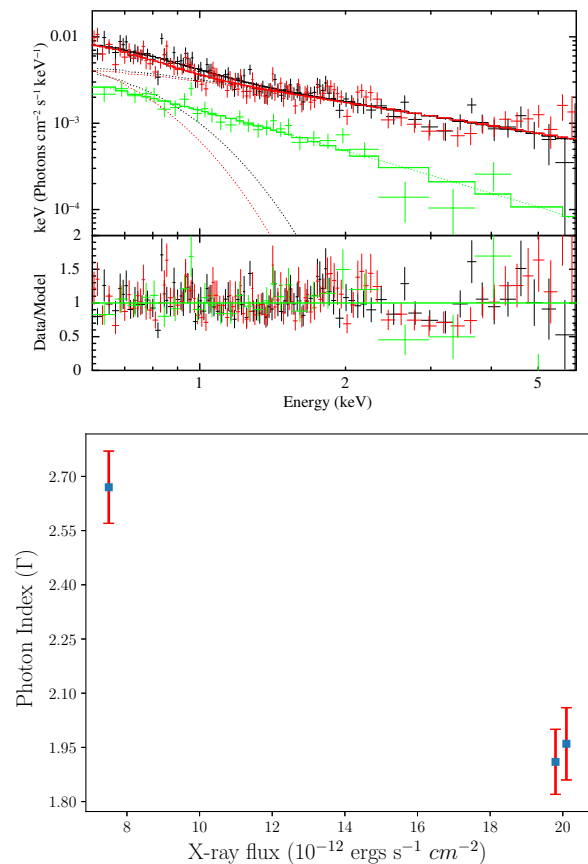 0.01
10⁻³
10⁻⁴
keV (Photons cm⁻² s⁻¹ keV⁻¹)
2
1.5
1
0.5
0
Data/Model
1 2 5
Energy (keV)
2.70
2.55
2.40
2.25
2.10
1.95
1.80
Photon Index (Γ)
8 10 12 14 16 18 20
X-ray flux (10⁻¹² ergs s⁻¹ cm⁻²)